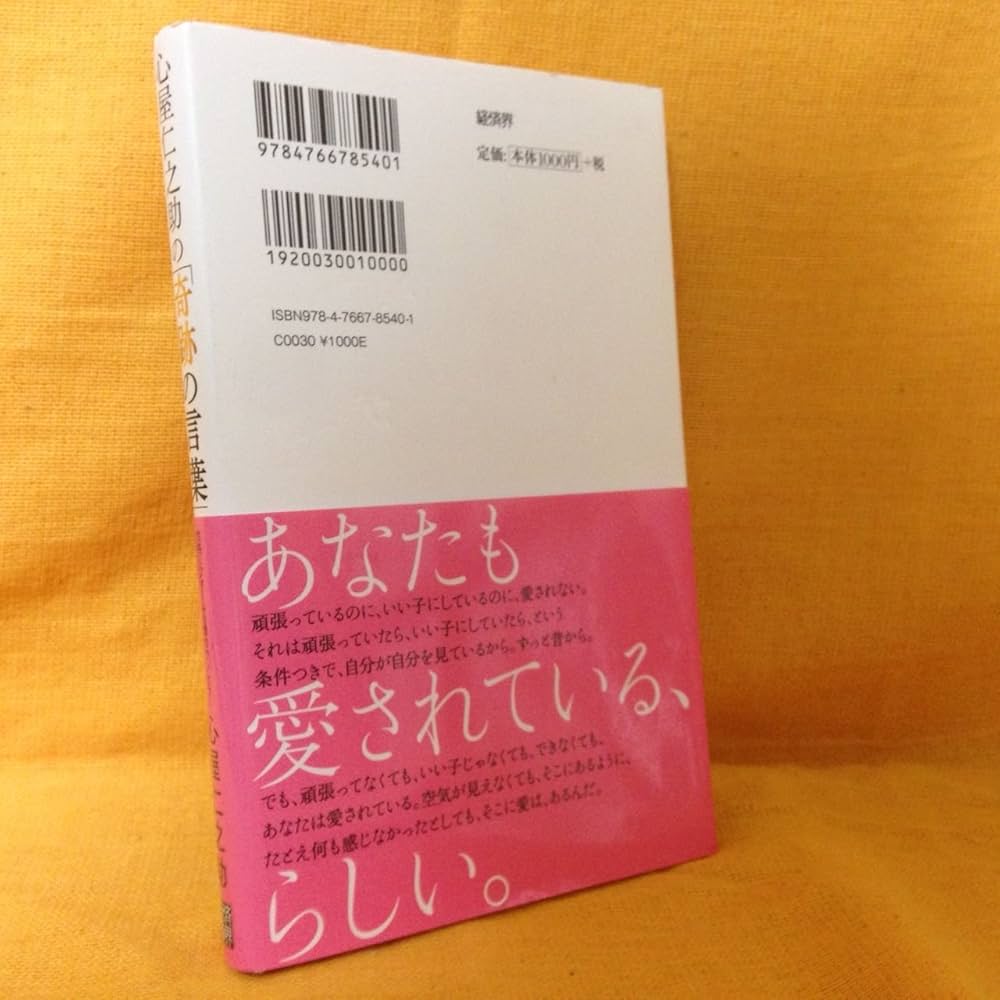 心屋仁之助の「奇跡の言葉」
心屋仁之助
9784766785401
1920030010000
ISBN978-4-7667-8540-1
C0030 ¥1000E
経済界
定価:本体1000円+税
あなたも
頑張っているのに、いい子にしているのに、愛されない。
それは頑張っていたら、いい子にしていたら、という
条件つきで、自分が自分を見ているから。ずっと昔から。
愛されている、
でも、頑張ってなくても、いい子じゃなくても、できなくても、
あなたは愛されている。空気が見えなくても、そこにあるように、
たとえ何も感じなかったとしても、そこに愛は、あるんだ。
らしい。